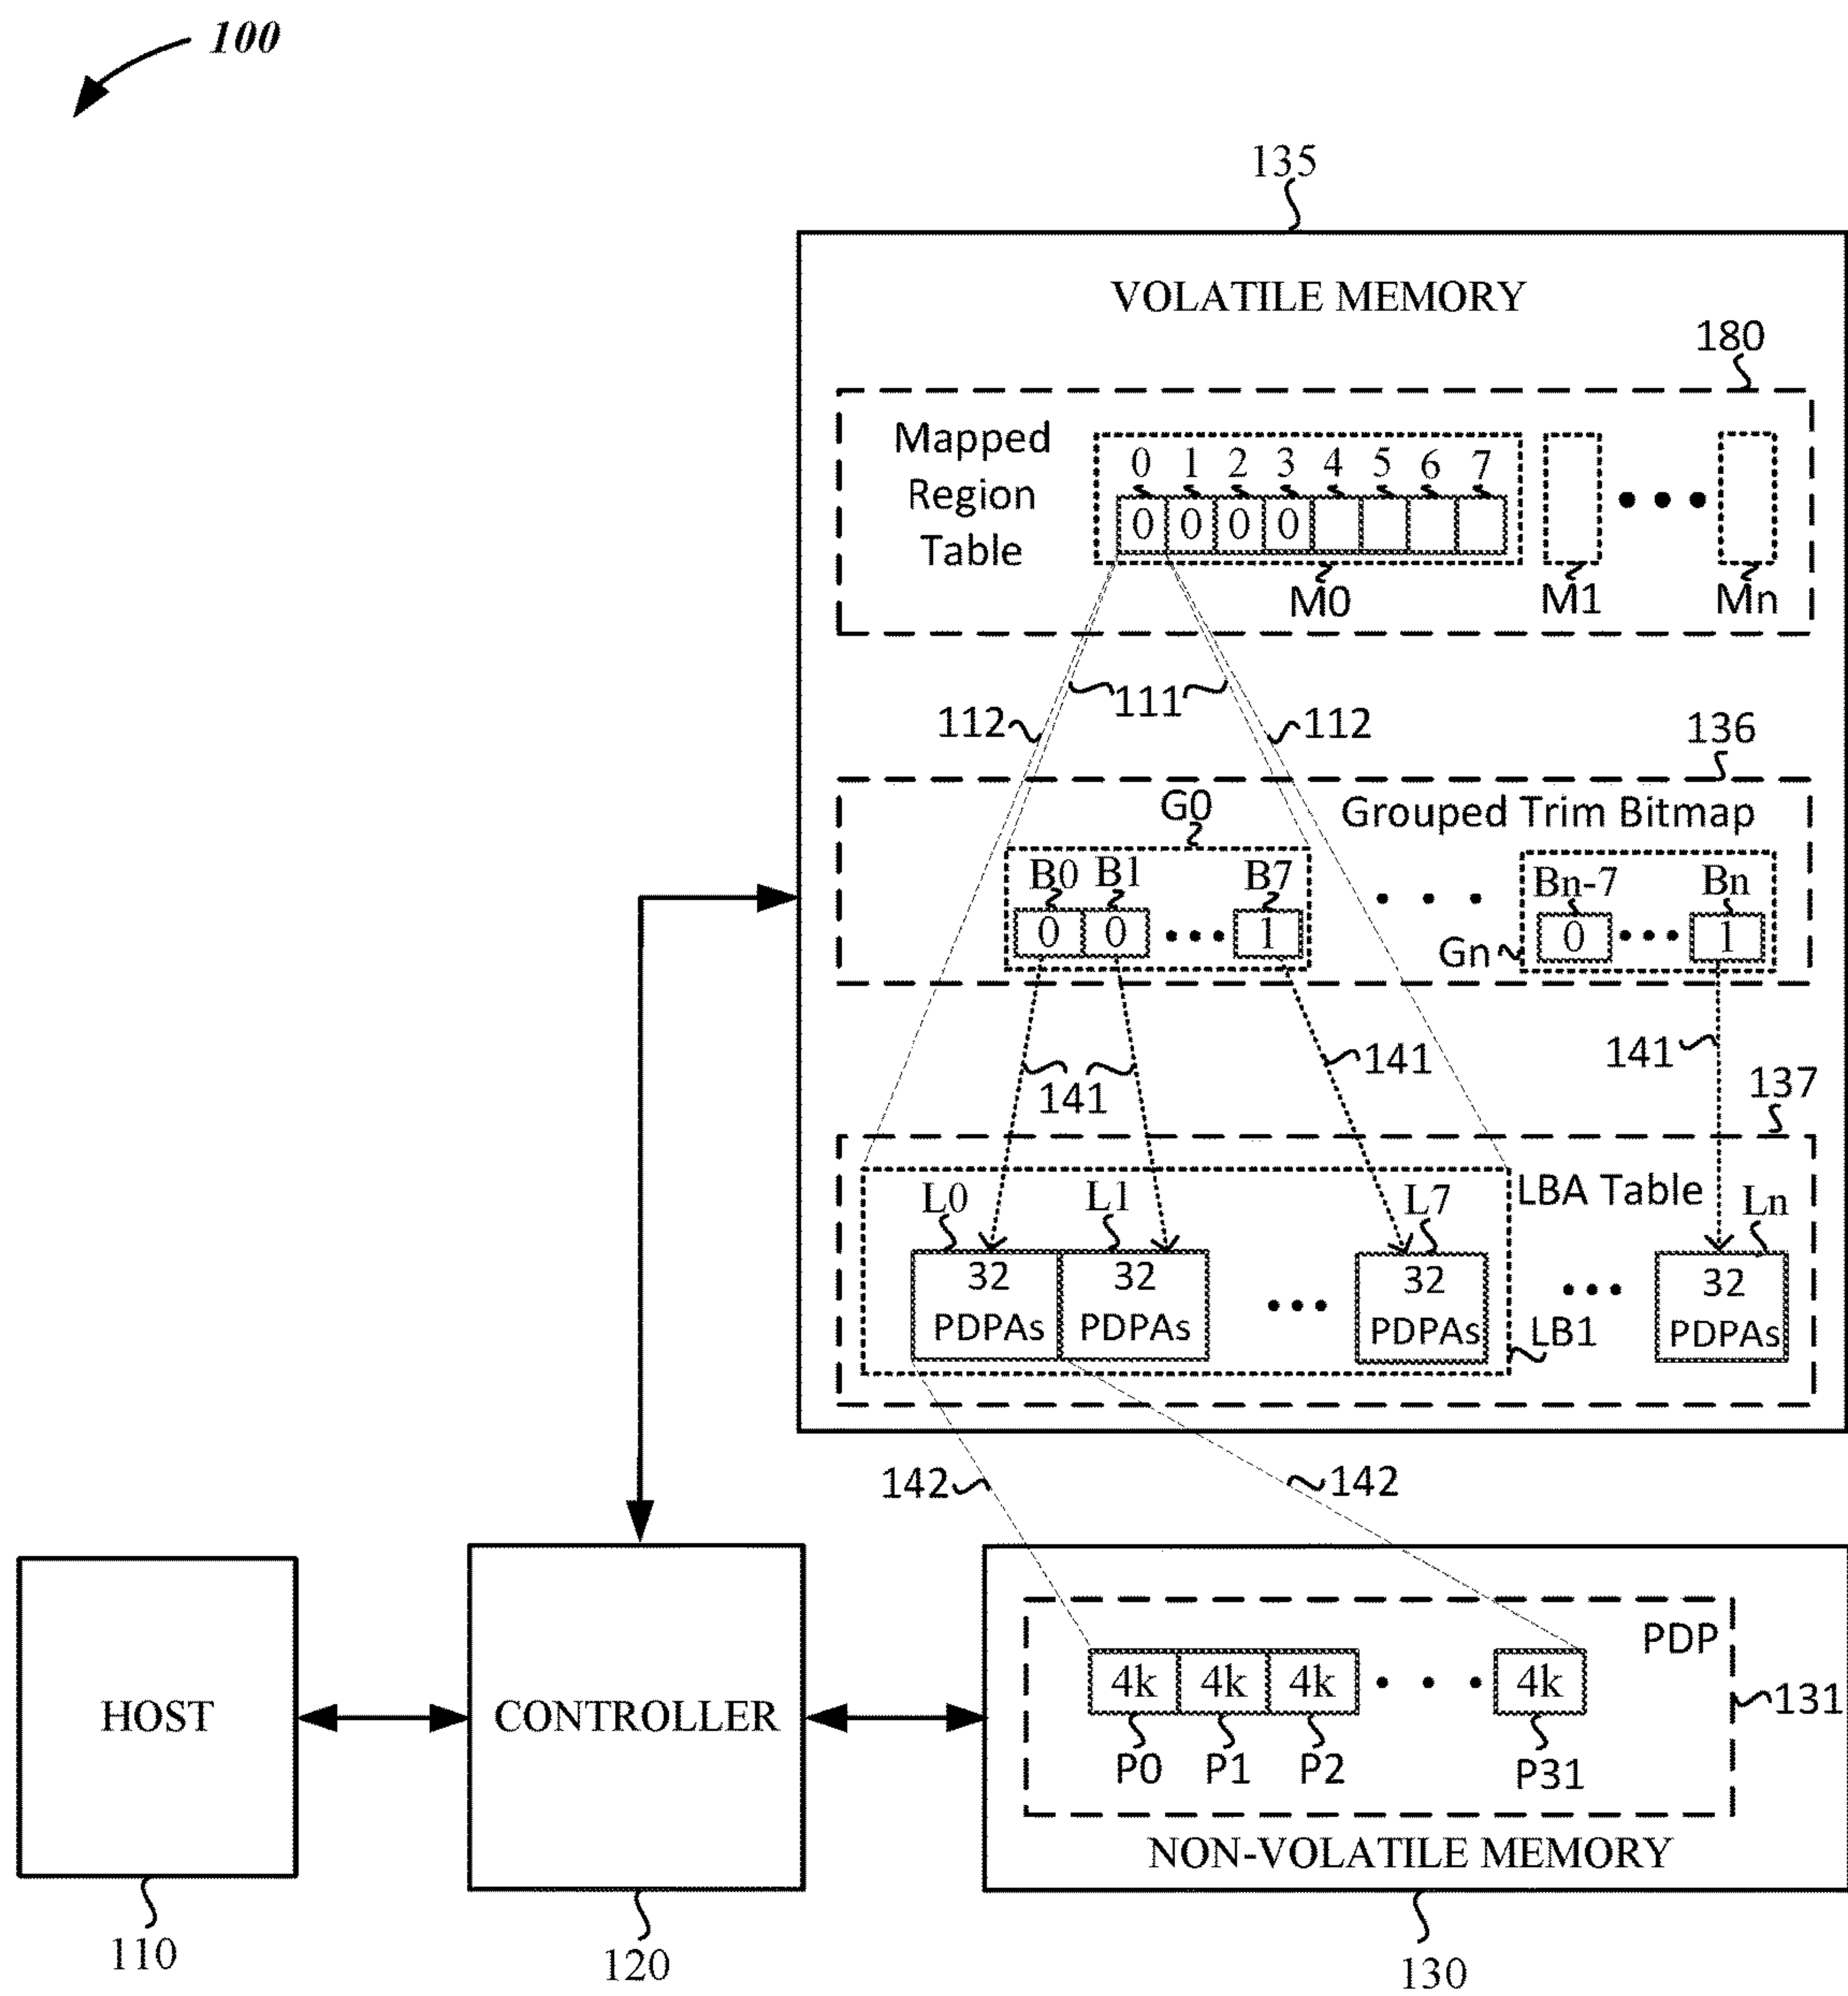 100
135
VOLATILE MEMORY
180
Mapped
Region
Table
0 1 2 3 4 5 6 7
0 0 0 0
M0
M1
Mn
111
112
112
136
G0
Grouped Trim Bitmap
B0 B1 B7
0 0 1
Bn-7 Bn
0 1
Gn
141
141
141
137
L0 L1 L7
LBA Table
Ln
32
PDPAs
32
PDPAs
32
PDPAs
LB1
32
PDPAs
142
142
HOST
CONTROLLER
PDP
4k 4k 4k 4k
131
P0 P1 P2 P31
NON-VOLATILE MEMORY
110
120
130